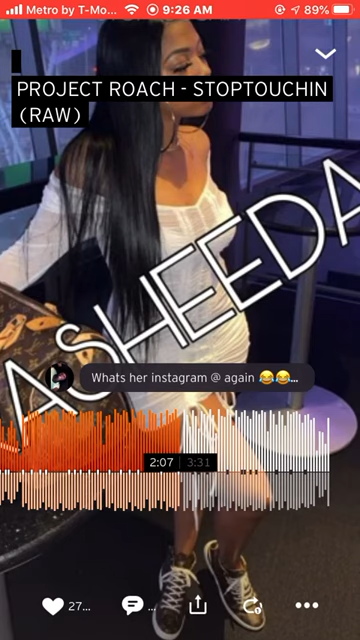 Metro by T-Mo... 9:26 AM 89%
PROJECT ROACH - STOPTOUCHIN
(RAW)
ASHEEDA
Whats her instagram @ again 😂😂...
2:07 | 3:31
27... ...